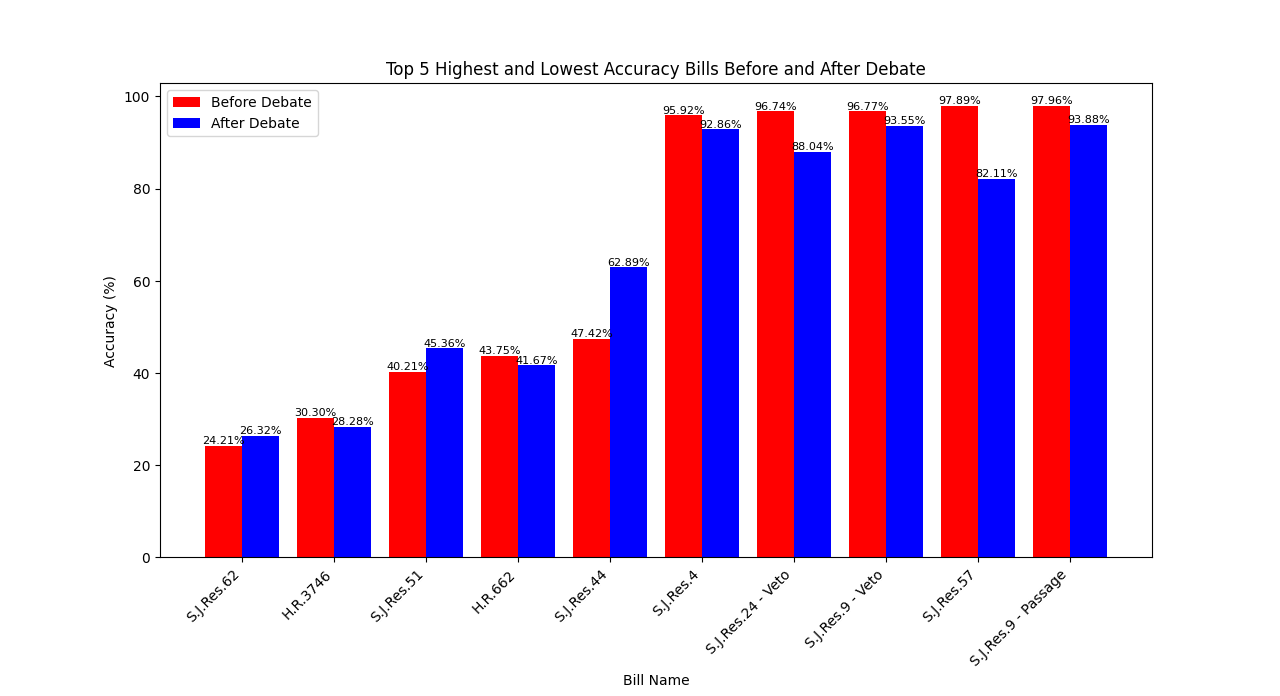 Top 5 Highest and Lowest Accuracy Bills Before and After Debate
Before Debate
After Debate
Accuracy (%)
100
80
60
40
20
0
24.21%
26.32%
30.30%
28.28%
40.21%
45.36%
43.75%
41.67%
47.42%
62.89%
95.92%
92.86%
96.74%
88.04%
96.77%
93.55%
97.89%
82.11%
97.96%
93.88%
S.J.Res.62
H.R.3746
S.J.Res.51
H.R.662
S.J.Res.44
S.J.Res.4
S.J.Res.24 - Veto
S.J.Res.9 - Veto
S.J.Res.57
S.J.Res.9 - Passage
Bill Name